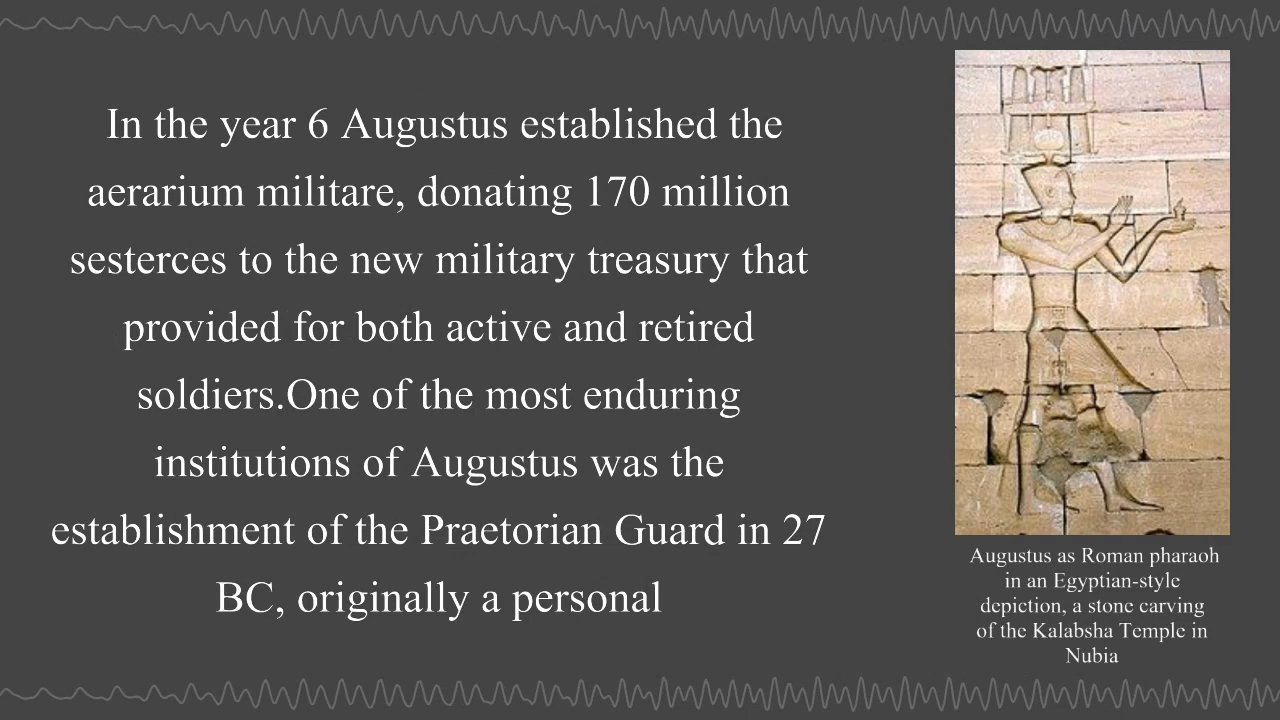 In the year 6 Augustus established the
aerarium militare, donating 170 million
sesterces to the new military treasury that
provided for both active and retired
soldiers.One of the most enduring
institutions of Augustus was the
establishment of the Praetorian Guard in 27
BC, originally a personal
Augustus as Roman pharaoh
in an Egyptian-style
depiction, a stone carving
of the Kalabsha Temple in
Nubia